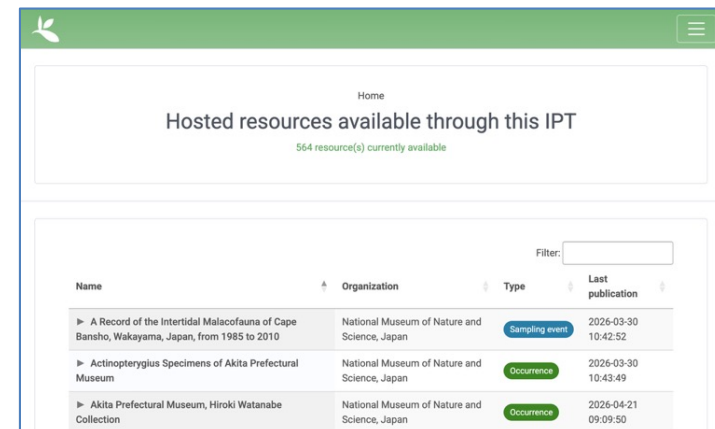 Home
Hosted resources available through this IPT
564 resource(s) currently available
Filter:
Name Organization Type Last publication
A Record of the Intertidal Malacofauna of Cape Bansho, Wakayama, Japan, from 1985 to 2010
National Museum of Nature and Science, Japan
Sampling event
2026-03-30 10:42:52
Actinopterygius Specimens of Akita Prefectural Museum
National Museum of Nature and Science, Japan
Occurrence
2026-03-30 10:43:49
Akita Prefectural Museum, Hiroki Watanabe Collection
National Museum of Nature and Science, Japan
Occurrence
2026-04-21 09:09:50